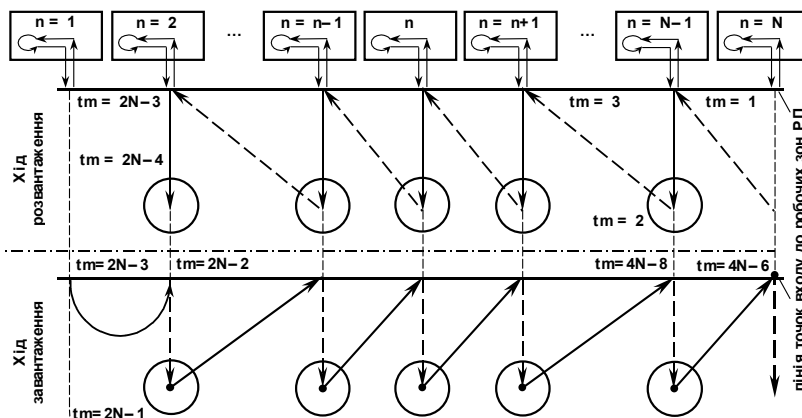 n = 1
n = 2
...
n = n–1
n
n = n+1
...
n = N–1
n = N
tm = 2N–3
tm = 3
tm = 1
Хід
розвантаження
tm = 2N–4
tm = 2
лінія точок входу до робочих зон РП
tm= 2N–3
tm= 2N–2
tm= 4N–8
tm= 4N–6
Хід
завантаження
tm= 2N–1